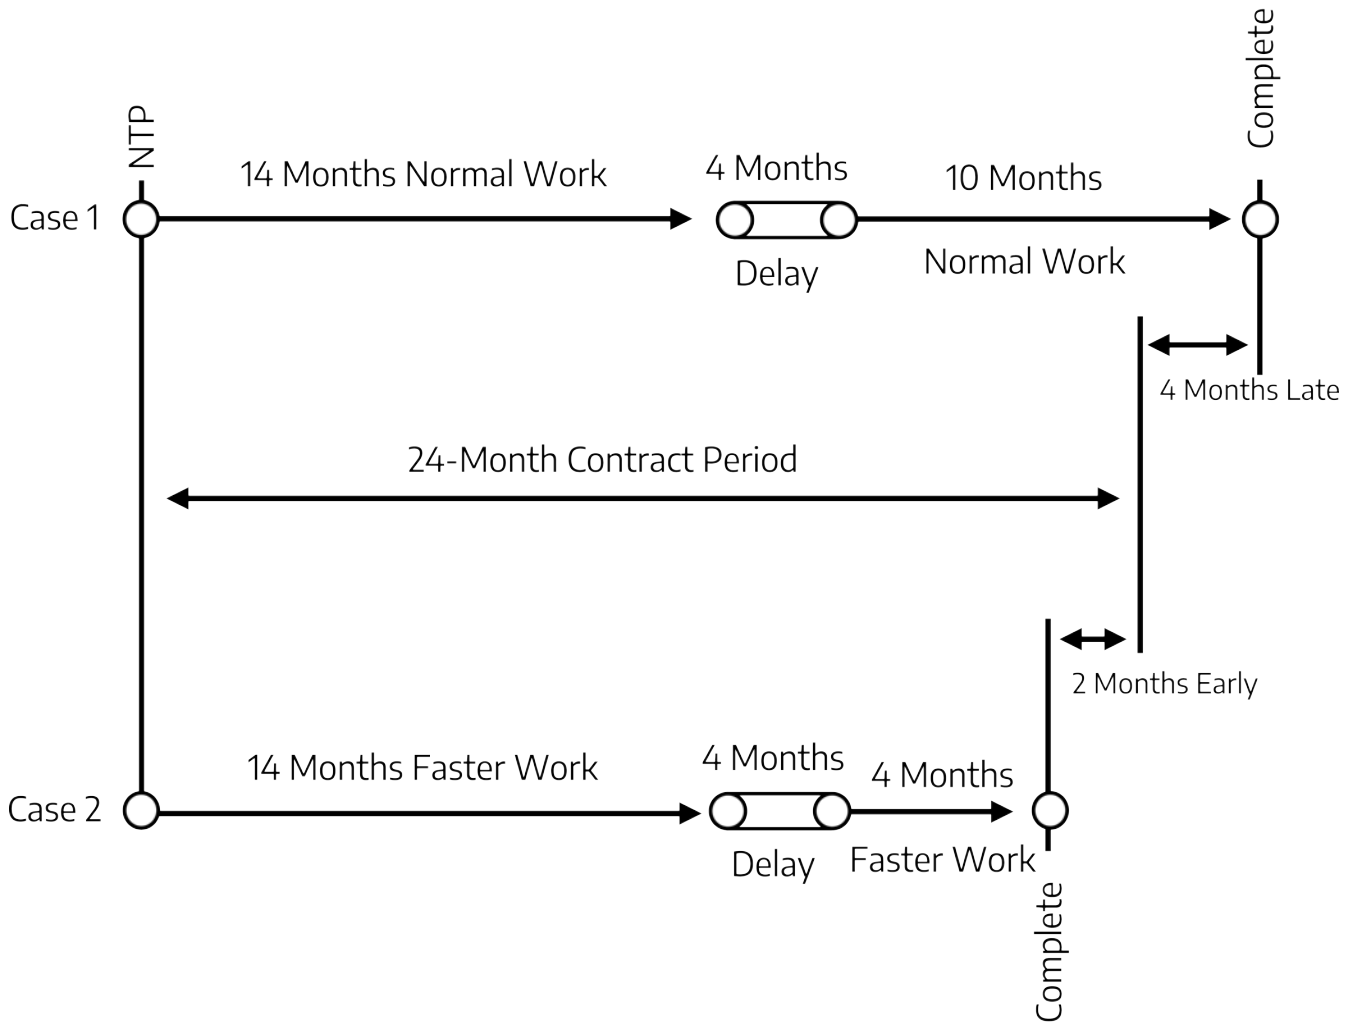 Complete
NTP
14 Months Normal Work
4 Months
10 Months
Case 1
Delay
Normal Work
4 Months Late
24-Month Contract Period
2 Months Early
14 Months Faster Work
4 Months
4 Months
Case 2
Delay
Faster Work
Complete